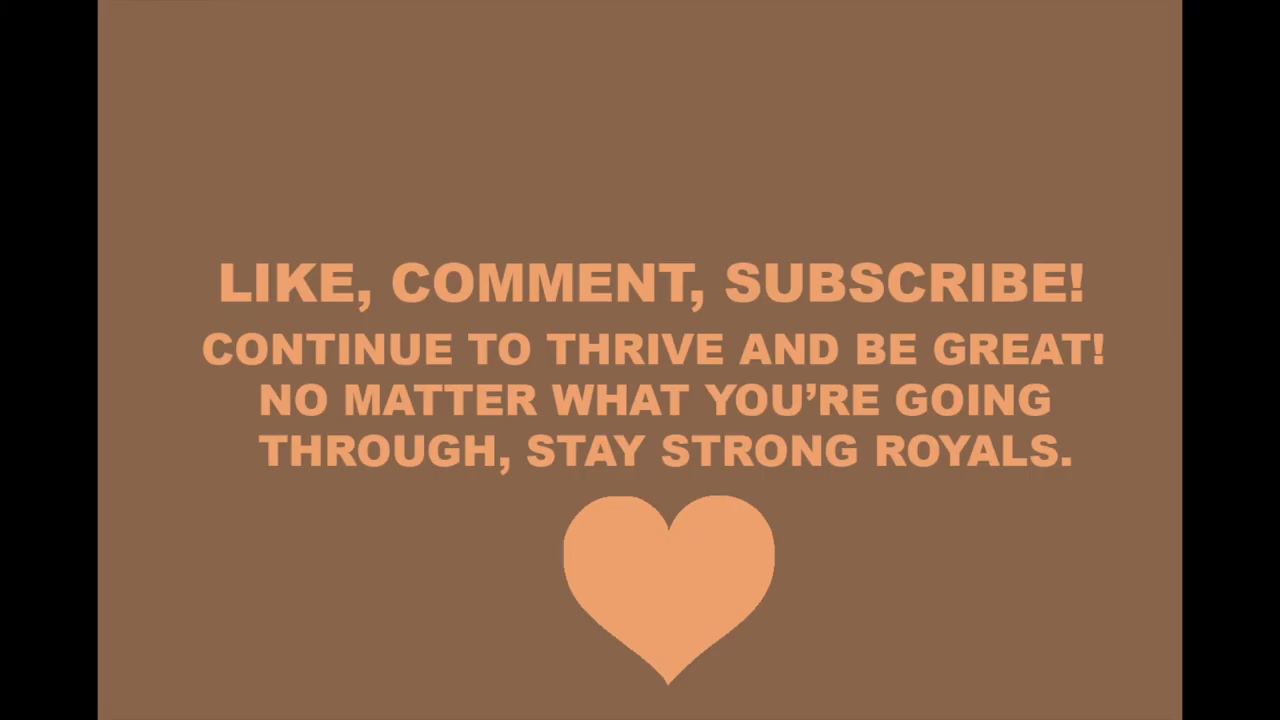 LIKE, COMMENT, SUBSCRIBE!
CONTINUE TO THRIVE AND BE GREAT!
NO MATTER WHAT YOU’RE GOING
THROUGH, STAY STRONG ROYALS.